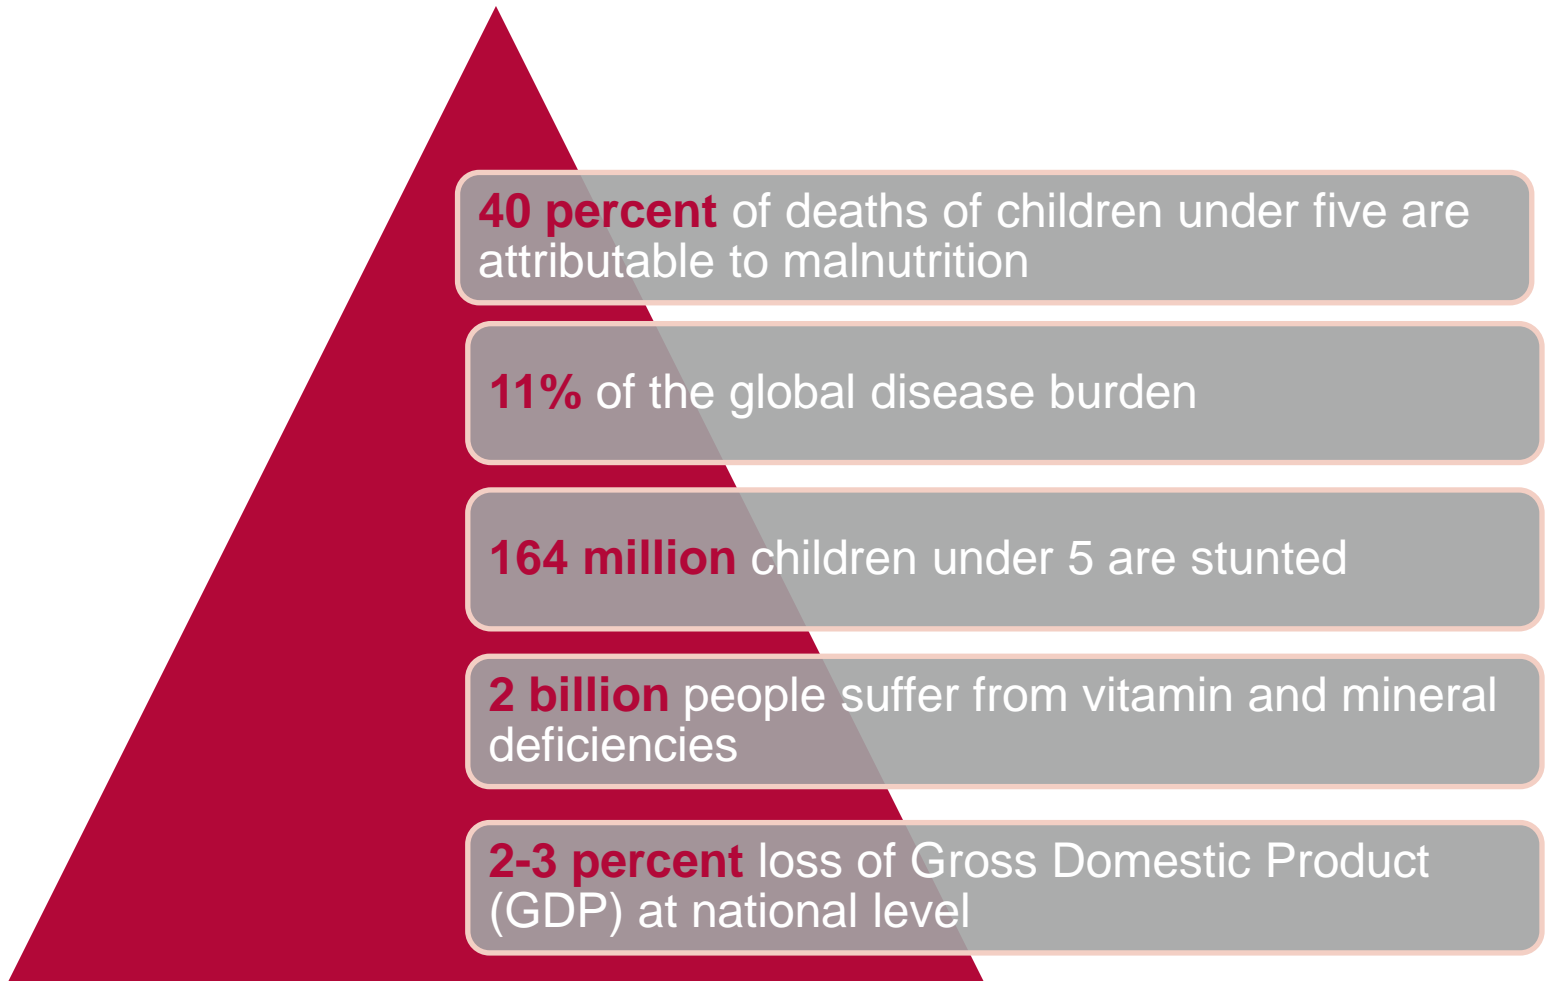 40 percent of deaths of children under five are
attributable to malnutrition
11% of the global disease burden
164 million children under 5 are stunted
2 billion people suffer from vitamin and mineral
deficiencies
2-3 percent loss of Gross Domestic Product
(GDP) at national level